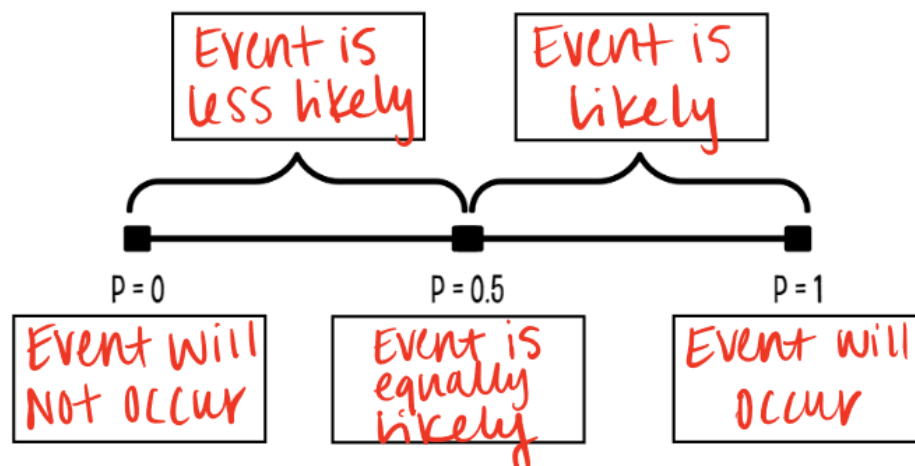 Event is
less likely
Event is
likely
P = 0
P = 0.5
P = 1
Event will
Not occur
Event is
equally
likely
Event will
occur